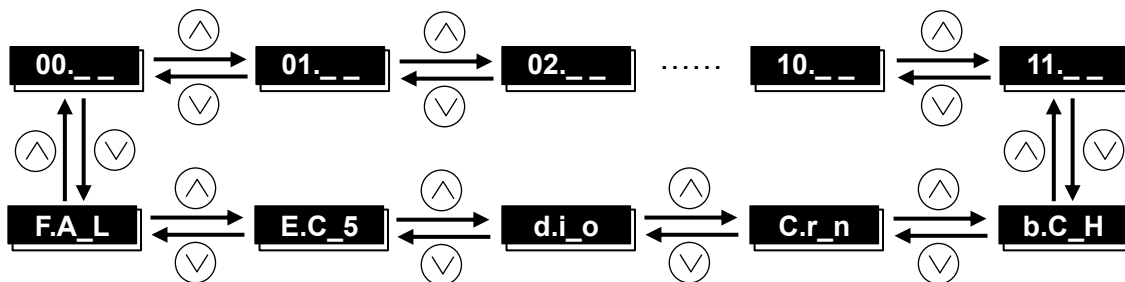 00._ _ 01._ _ 02._ _ ...... 10._ _ 11._ _
F.A_L E.C_5 d.i_o C.r_n b.C_H